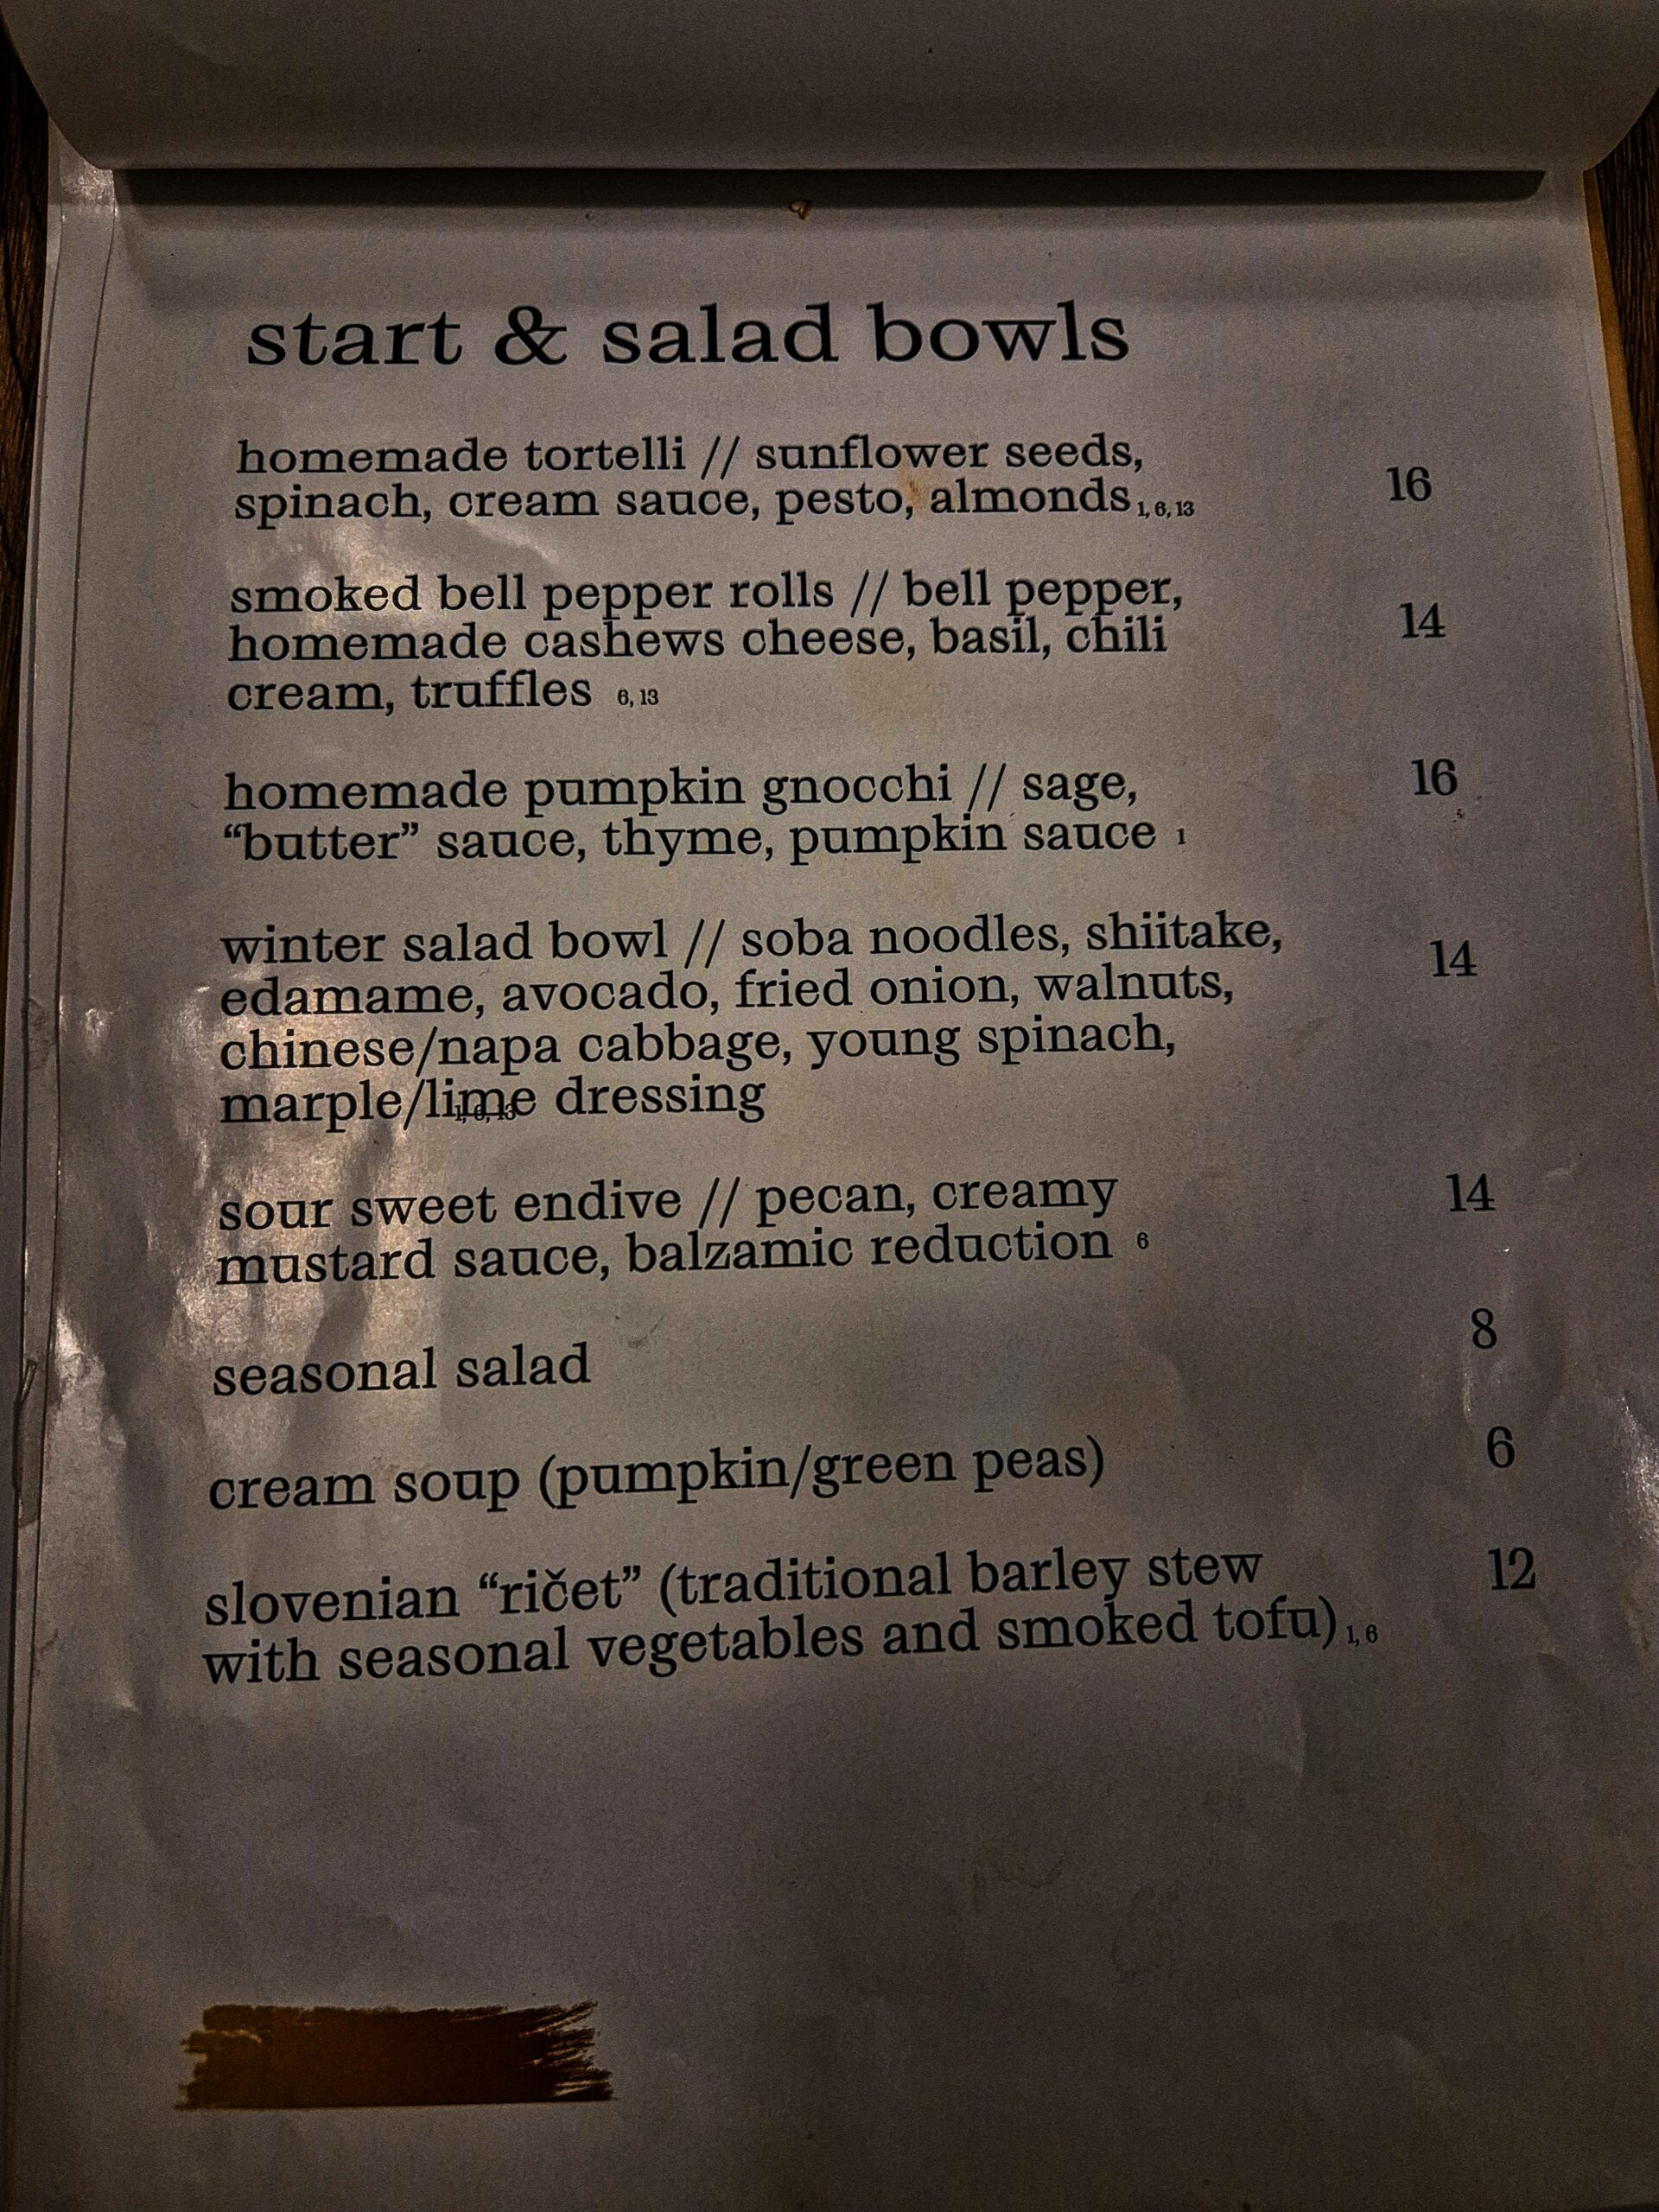 start & salad bowls
homemade tortelli // sunflower seeds,
spinach, cream sauce, pesto, almonds 1, 6, 13
16
smoked bell pepper rolls // bell pepper,
homemade cashews cheese, basil, chili
cream, truffles 6, 13
14
homemade pumpkin gnocchi // sage,
“butter” sauce, thyme, pumpkin sauce 1
16
winter salad bowl // soba noodles, shiitake,
edamame, avocado, fried onion, walnuts,
chinese/napa cabbage, young spinach,
marple/lime dressing
14
sour sweet endive // pecan, creamy
mustard sauce, balzamic reduction 6
14
seasonal salad
8
cream soup (pumpkin/green peas)
6
slovenian “ričet” (traditional barley stew
with seasonal vegetables and smoked tofu) 1, 6
12